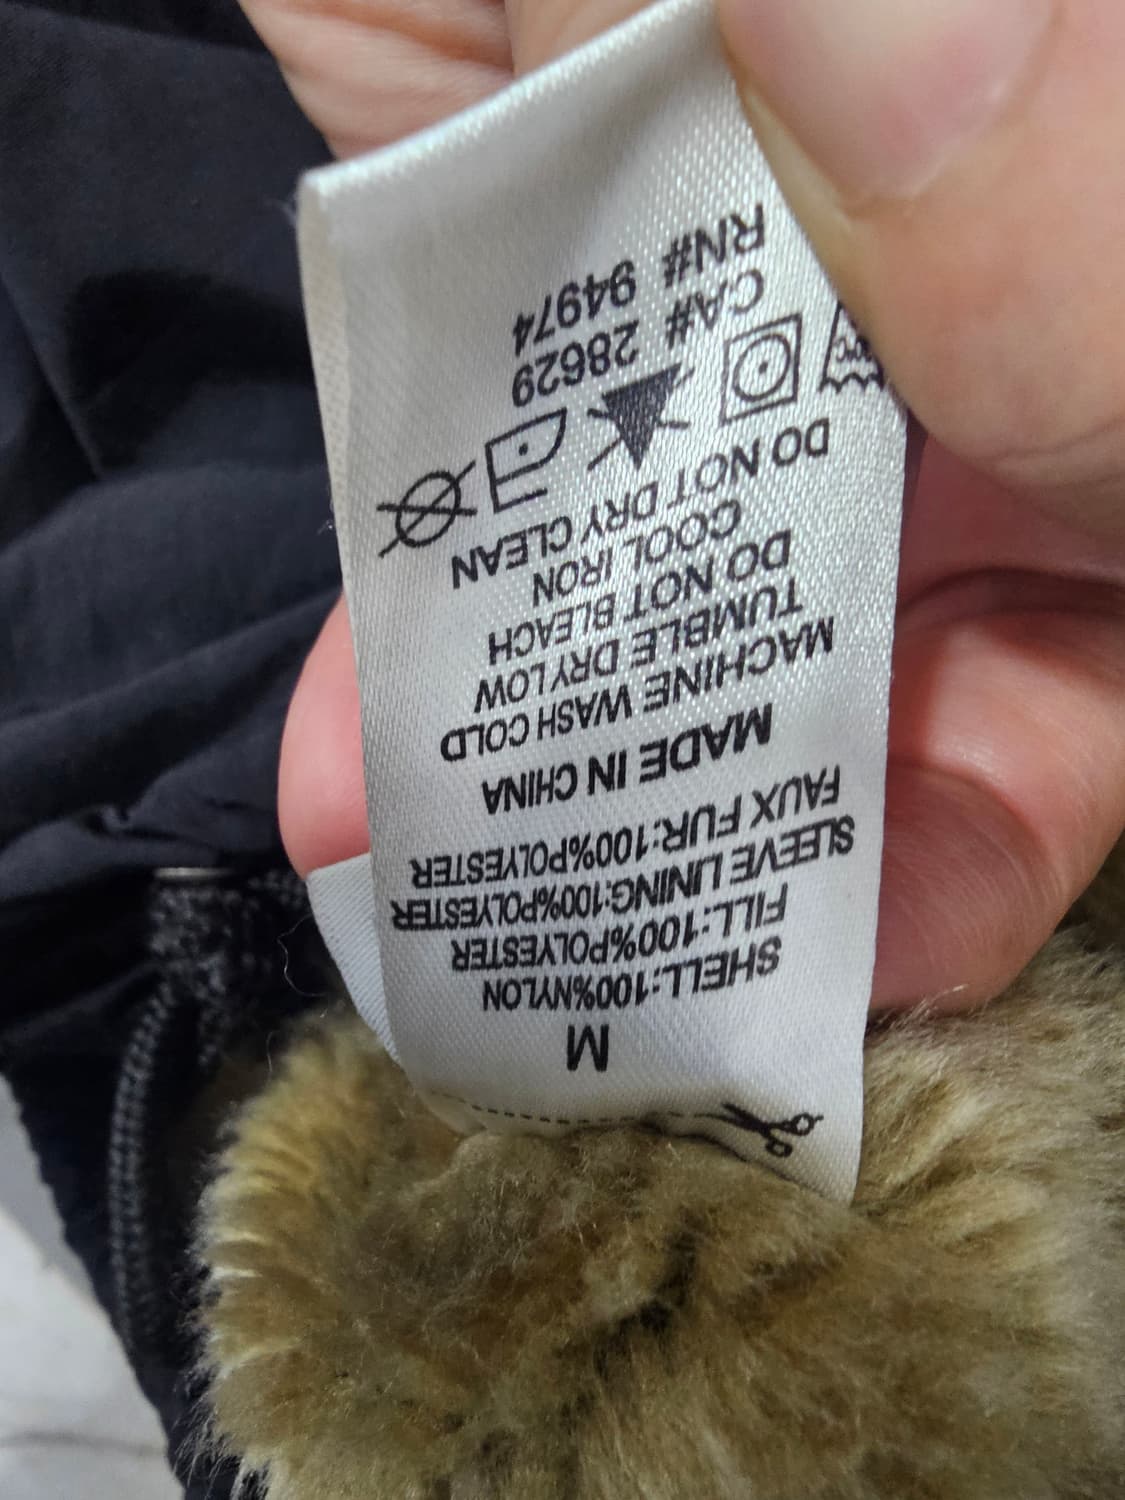 M
SHELL:100%NYLON
FILL:100%POLYESTER
SLEEVE LINING:100%POLYESTER
FAUX FUR:100%POLYESTER
MADE IN CHINA
MACHINE WASH COLD
TUMBLE DRY LOW
DO NOT BLEACH
COOL IRON
DO NOT DRY CLEAN
CA# 28629
RN# 94974